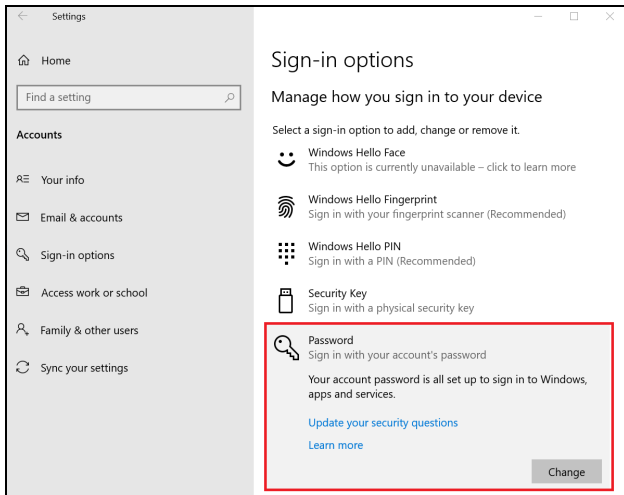 Settings
Home
Find a setting
Accounts
Your info
Email & accounts
Sign-in options
Access work or school
Family & other users
Sync your settings
Sign-in options
Manage how you sign in to your device
Select a sign-in option to add, change or remove it.
Windows Hello Face
This option is currently unavailable – click to learn more
Windows Hello Fingerprint
Sign in with your fingerprint scanner (Recommended)
Windows Hello PIN
Sign in with a PIN (Recommended)
Security Key
Sign in with a physical security key
Password
Sign in with your account's password
Your account password is all set up to sign in to Windows,
apps and services.
Update your security questions
Learn more
Change